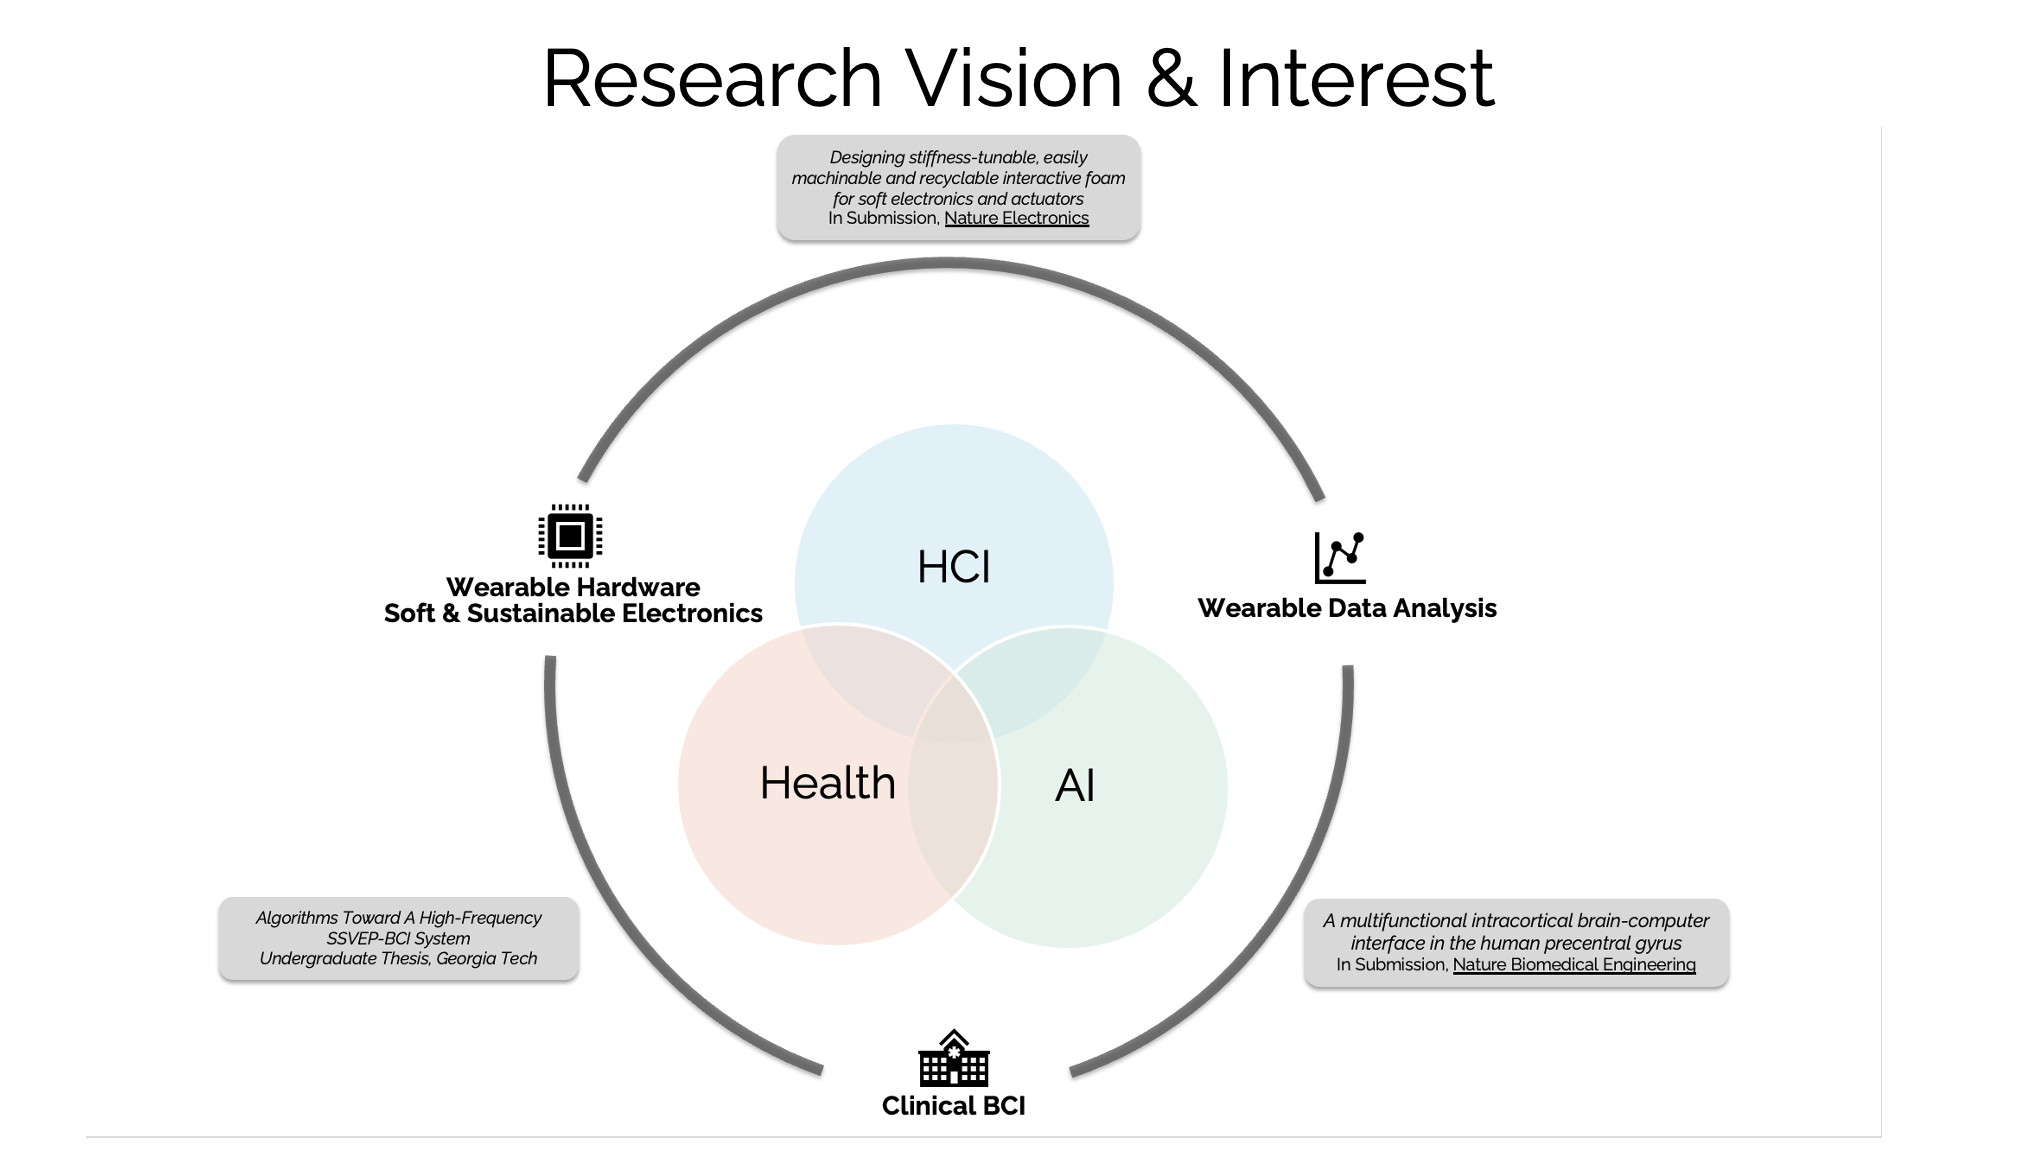 Research Vision & Interest
Designing stiffness-tunable, easily
machinable and recyclable interactive foam
for soft electronics and actuators
In Submission, Nature Electronics
HCI
Wearable Hardware
Soft & Sustainable Electronics
Wearable Data Analysis
Health
AI
Algorithms Toward A High-Frequency
SSVEP-BCI System
Undergraduate Thesis, Georgia Tech
A multifunctional intracortical brain-computer
interface in the human precentral gyrus
In Submission, Nature Biomedical Engineering
Clinical BCI